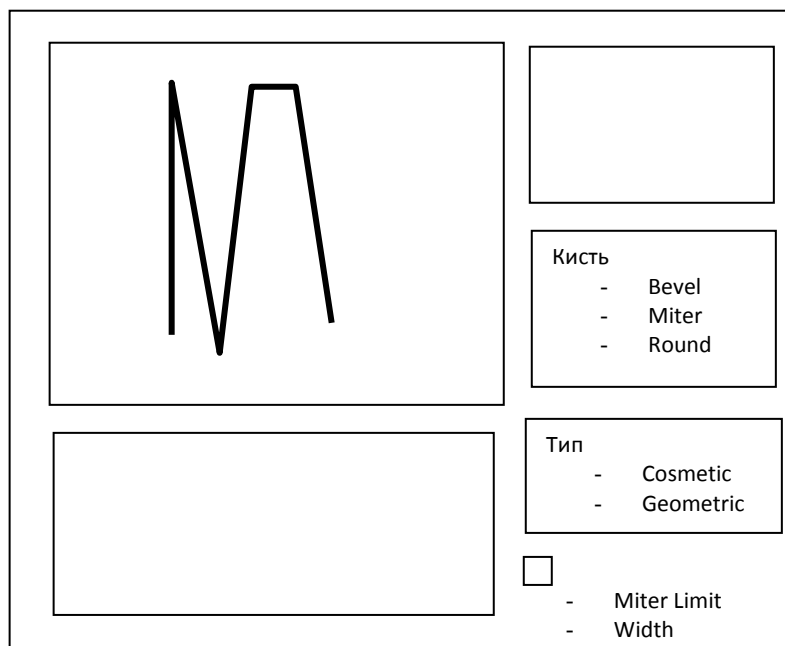 Кисть
- Bevel
- Miter
- Round
Тип
- Cosmetic
- Geometric
- Miter Limit
- Width